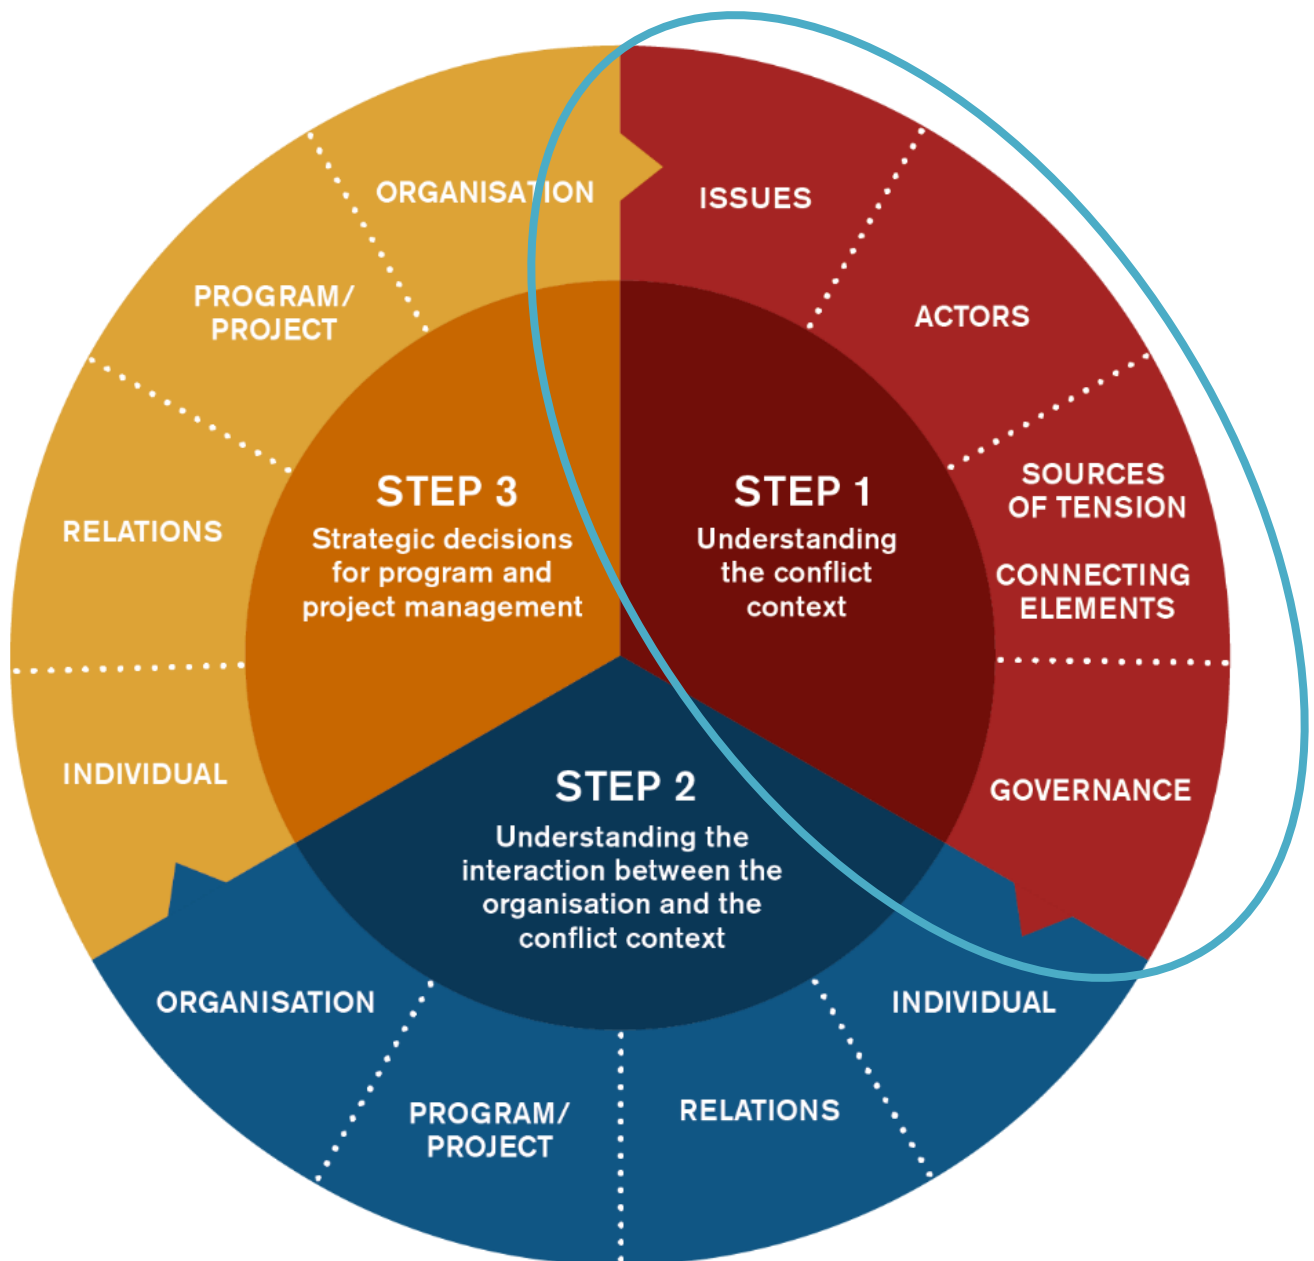 STEP 1
Understanding
the conflict
context
ISSUES
ACTORS
SOURCES
OF TENSION
CONNECTING
ELEMENTS
GOVERNANCE
STEP 2
Understanding the
interaction between the
organisation and the
conflict context
INDIVIDUAL
RELATIONS
PROGRAM/
PROJECT
ORGANISATION
STEP 3
Strategic decisions
for program and
project management
INDIVIDUAL
RELATIONS
PROGRAM/
PROJECT
ORGANISATION